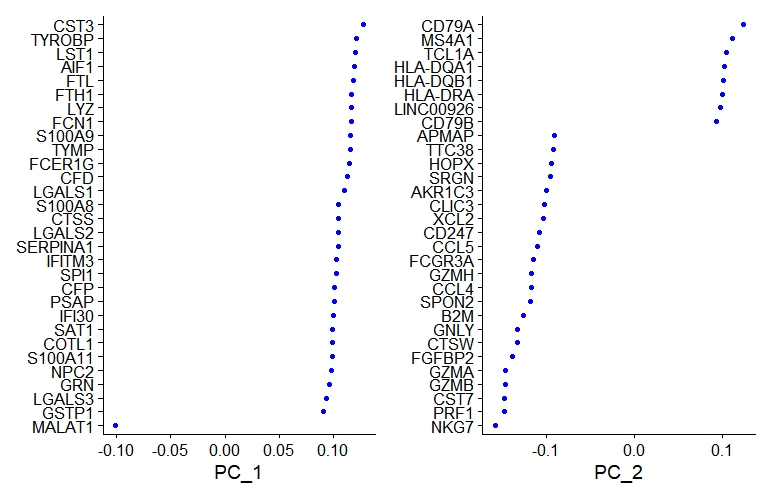 CST3
TYROBP
LST1
AIF1
FTL
FTH1
LYZ
FCN1
S100A9
TYMP
FCER1G
CFD
LGALS1
S100A8
CTSS
LGALS2
SERPINA1
IFITM3
SPI1
CFP
PSAP
IFI30
SAT1
COTL1
S100A11
NPC2
GRN
LGALS3
GSTP1
MALAT1
-0.10 -0.05 0.00 0.05 0.10
PC_1
CD79A
MS4A1
TCL1A
HLA-DQA1
HLA-DQB1
HLA-DRA
LINC00926
CD79B
APMAP
TTC38
HOPX
SRGN
AKR1C3
CLIC3
XCL2
CD247
CCL5
FCGR3A
GZMH
CCL4
SPON2
B2M
GNLY
CTSW
FGFBP2
GZMA
GZMB
CST7
PRF1
NKG7
-0.1 0.0 0.1
PC_2